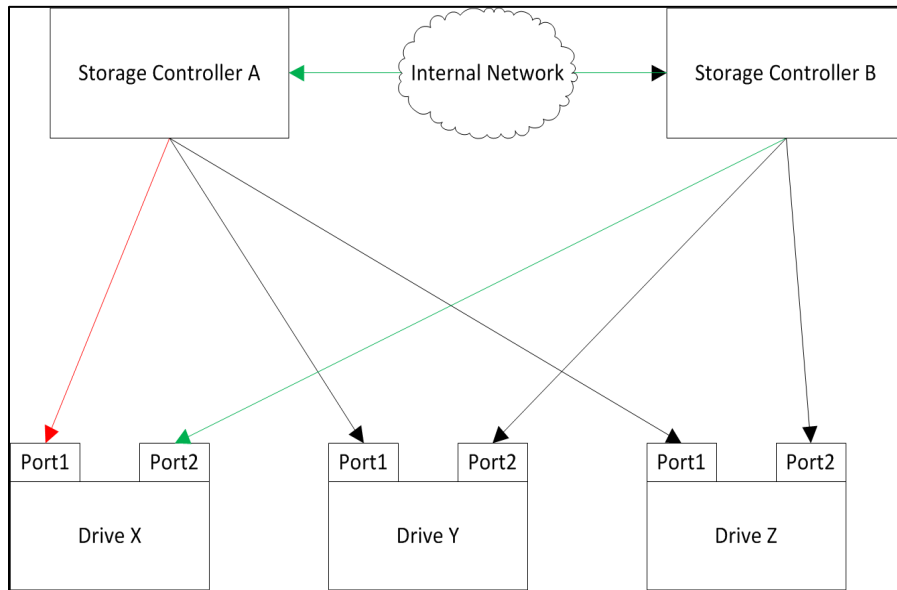 Storage Controller A
Internal Network
Storage Controller B
Port1
Port2
Port1
Port2
Port1
Port2
Drive X
Drive Y
Drive Z